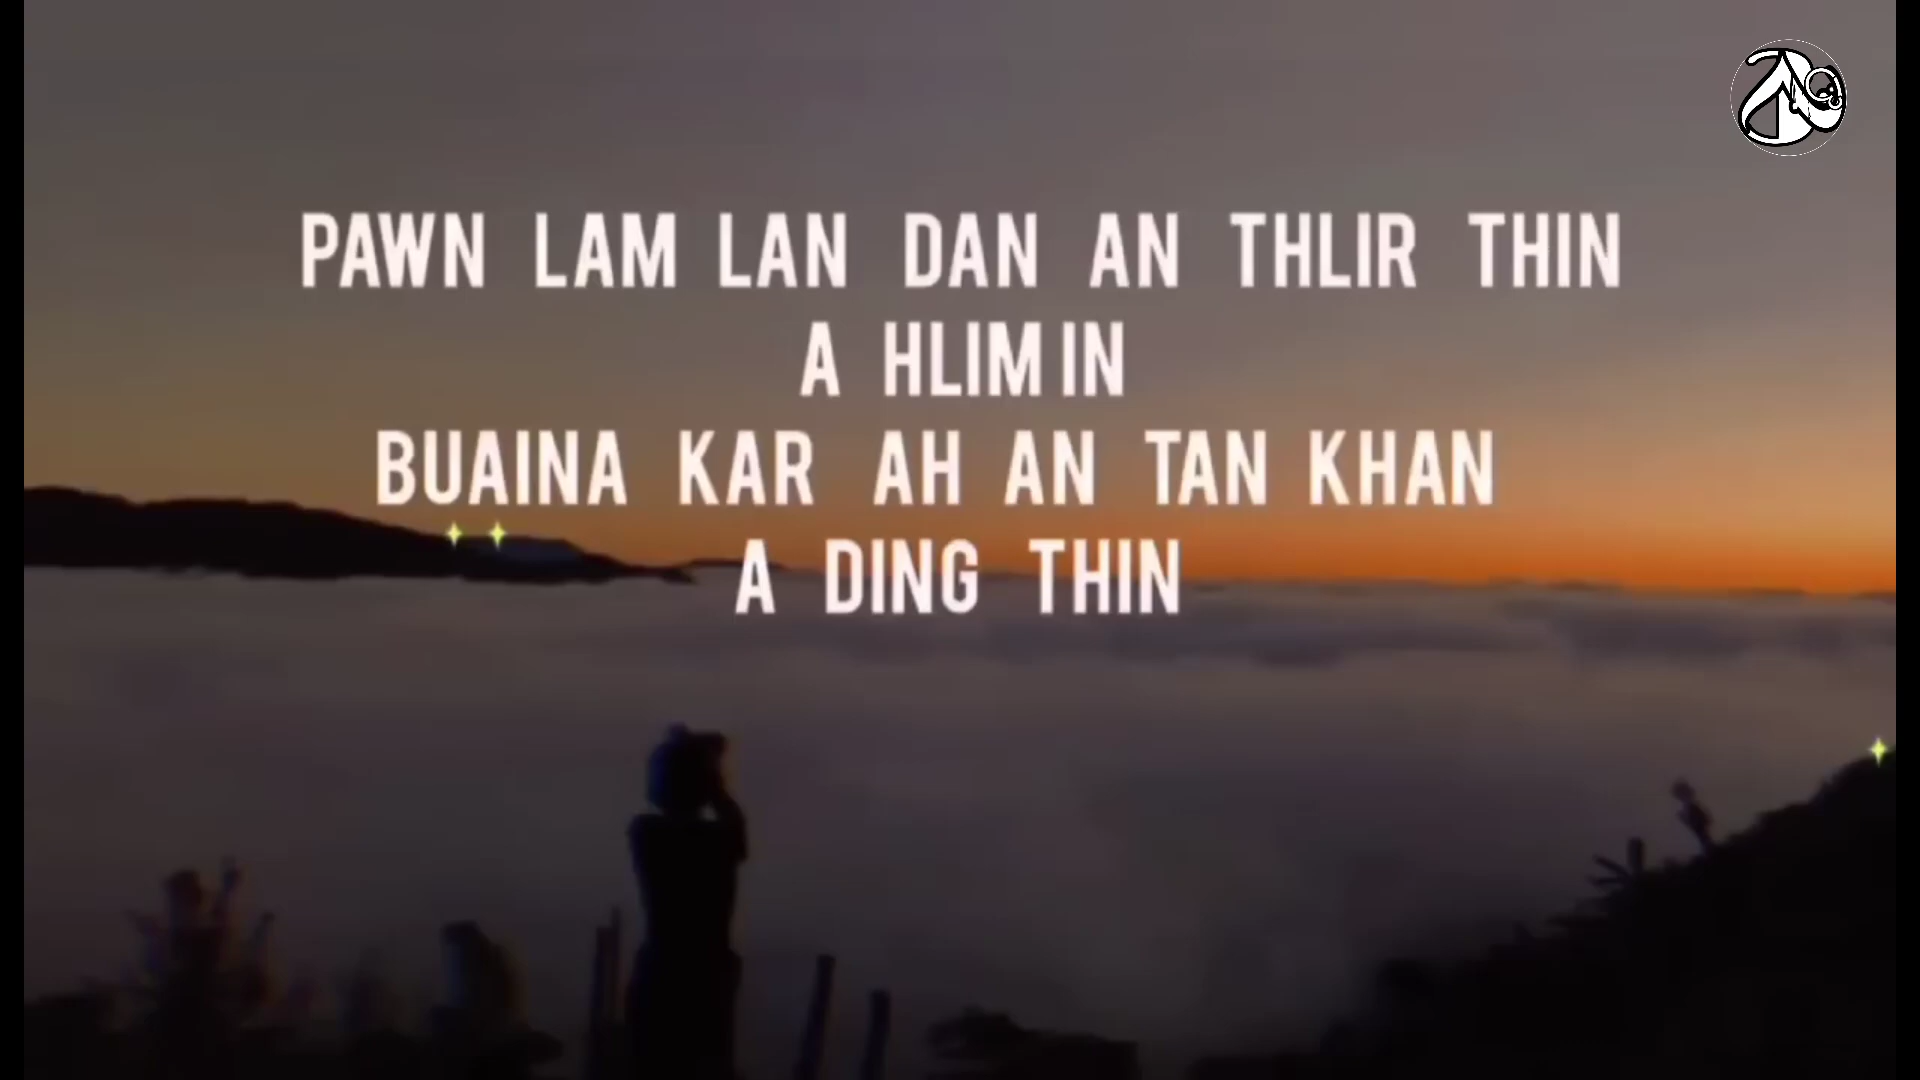 PAWN LAM LAN DAN AN THLIR THIN
A HLIM IN
BUAINA KAR AH AN TAN KHAN
A DING THIN